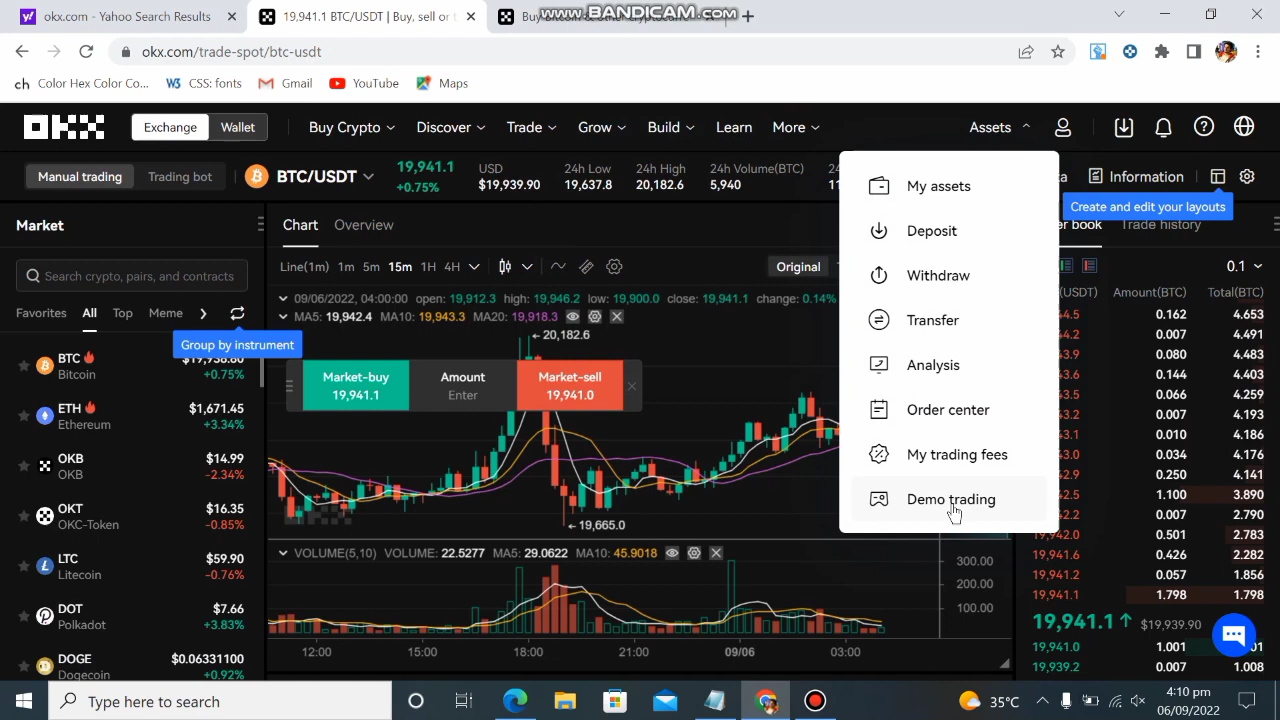 okx.com - Yahoo Search Results
19,941.1 BTC/USDT | Buy, sell or t
www.BANDICAM.com
okx.com/trade-spot/btc-usdt
ch Color Hex Color Co...
W3 CSS: fonts
Gmail
YouTube
Maps
OKX
Exchange
Wallet
Buy Crypto
Discover
Trade
Grow
Build
Learn
More
Assets
Manual trading
Trading bot
BTC/USDT
19,941.1
+0.75%
USD
$19,939.90
24h Low
19,637.8
24h High
20,182.6
24h Volume(BTC)
5,940
Information
Create and edit your layouts
Market
Search crypto, pairs, and contracts
Favorites
All
Top
Meme
Group by instrument
BTC
Bitcoin
+0.75%
ETH
Ethereum
$1,671.45
+3.34%
OKB
OKB
$14.99
-2.34%
OKT
OKC-Token
$16.35
-0.85%
LTC
Litecoin
$59.90
-0.76%
DOT
Polkadot
$7.66
+3.83%
DOGE
Dogecoin
$0.06331100
+0.92%
Chart
Overview
Line(1m) 1m 5m 15m 1H 4H
Original
09/06/2022, 04:00:00 open: 19,912.3 high: 19,946.2 low: 19,900.0 close: 19,941.1 change: 0.14%
MA5: 19,942.4 MA10: 19,943.3 MA20: 19,918.3
20,182.6
Market-buy
19,941.1
Amount
Enter
Market-sell
19,941.0
19,665.0
VOLUME(5,10) VOLUME: 22.5277 MA5: 29.0622 MA10: 45.9018
300.00
200.00
100.00
12:00
15:00
18:00
21:00
09/06
03:00
My assets
Deposit
Withdraw
Transfer
Analysis
Order center
My trading fees
Demo trading
Trade history
0.1
Amount(BTC)
Total(BTC)
0.162 4.653
0.007 4.491
0.080 4.483
0.144 4.403
0.066 4.259
0.007 4.193
0.010 4.186
0.034 4.176
0.250 4.141
1.100 3.890
0.007 2.790
19,942.0 0.501 2.783
19,941.6 0.426 2.282
19,941.2 0.057 1.856
19,941.1 1.798 1.798
19,941.1 $19,939.90
19,941.0 1.001
19,939.2 0.007 1.008
Type here to search
35°C
4:10 pm
06/09/2022